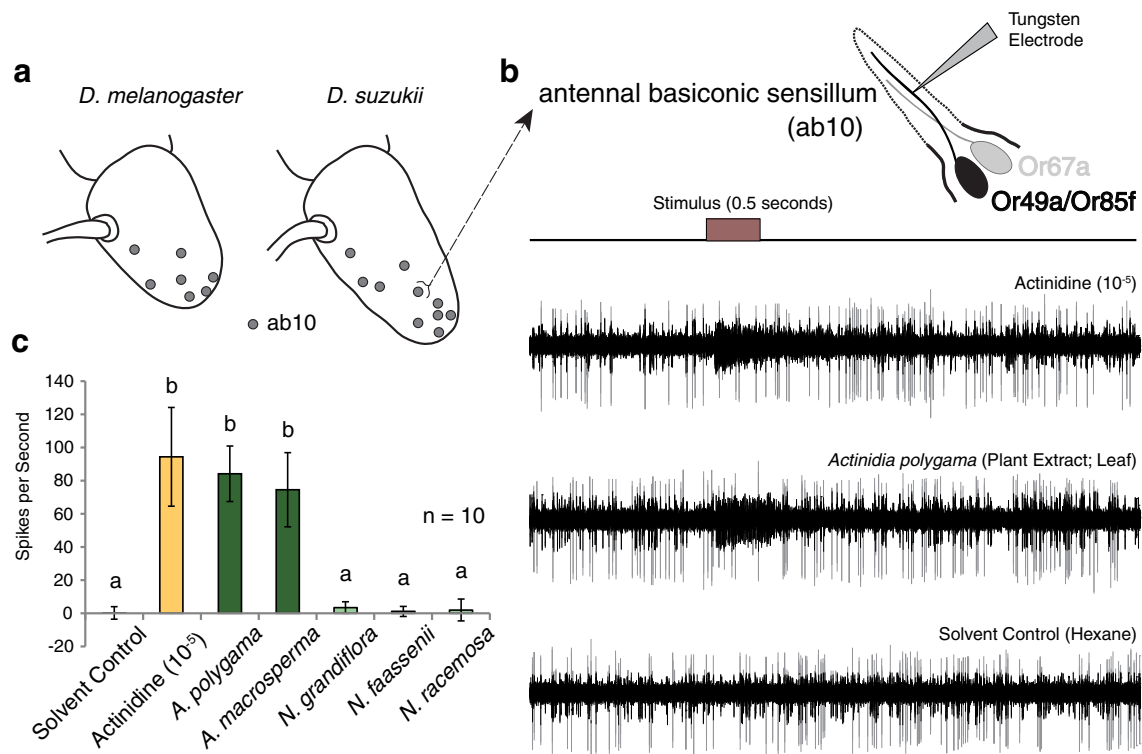 a
D. melanogaster
D. suzukii
ab10
b
antennal basiconic sensillum
(ab10)
Tungsten
Electrode
Or67a
Or49a/Or85f
Stimulus (0.5 seconds)
Actinidine (10⁻⁵)
Actinidia polygama (Plant Extract; Leaf)
Solvent Control (Hexane)
c
Spikes per Second
140
120
100
80
60
40
20
0
-20
a
b
b
b
a
a
a
n = 10
Solvent Control
Actinidine (10⁻⁵)
A. polygama
A. macrosperma
N. grandiflora
N. faassenii
N. racemosa